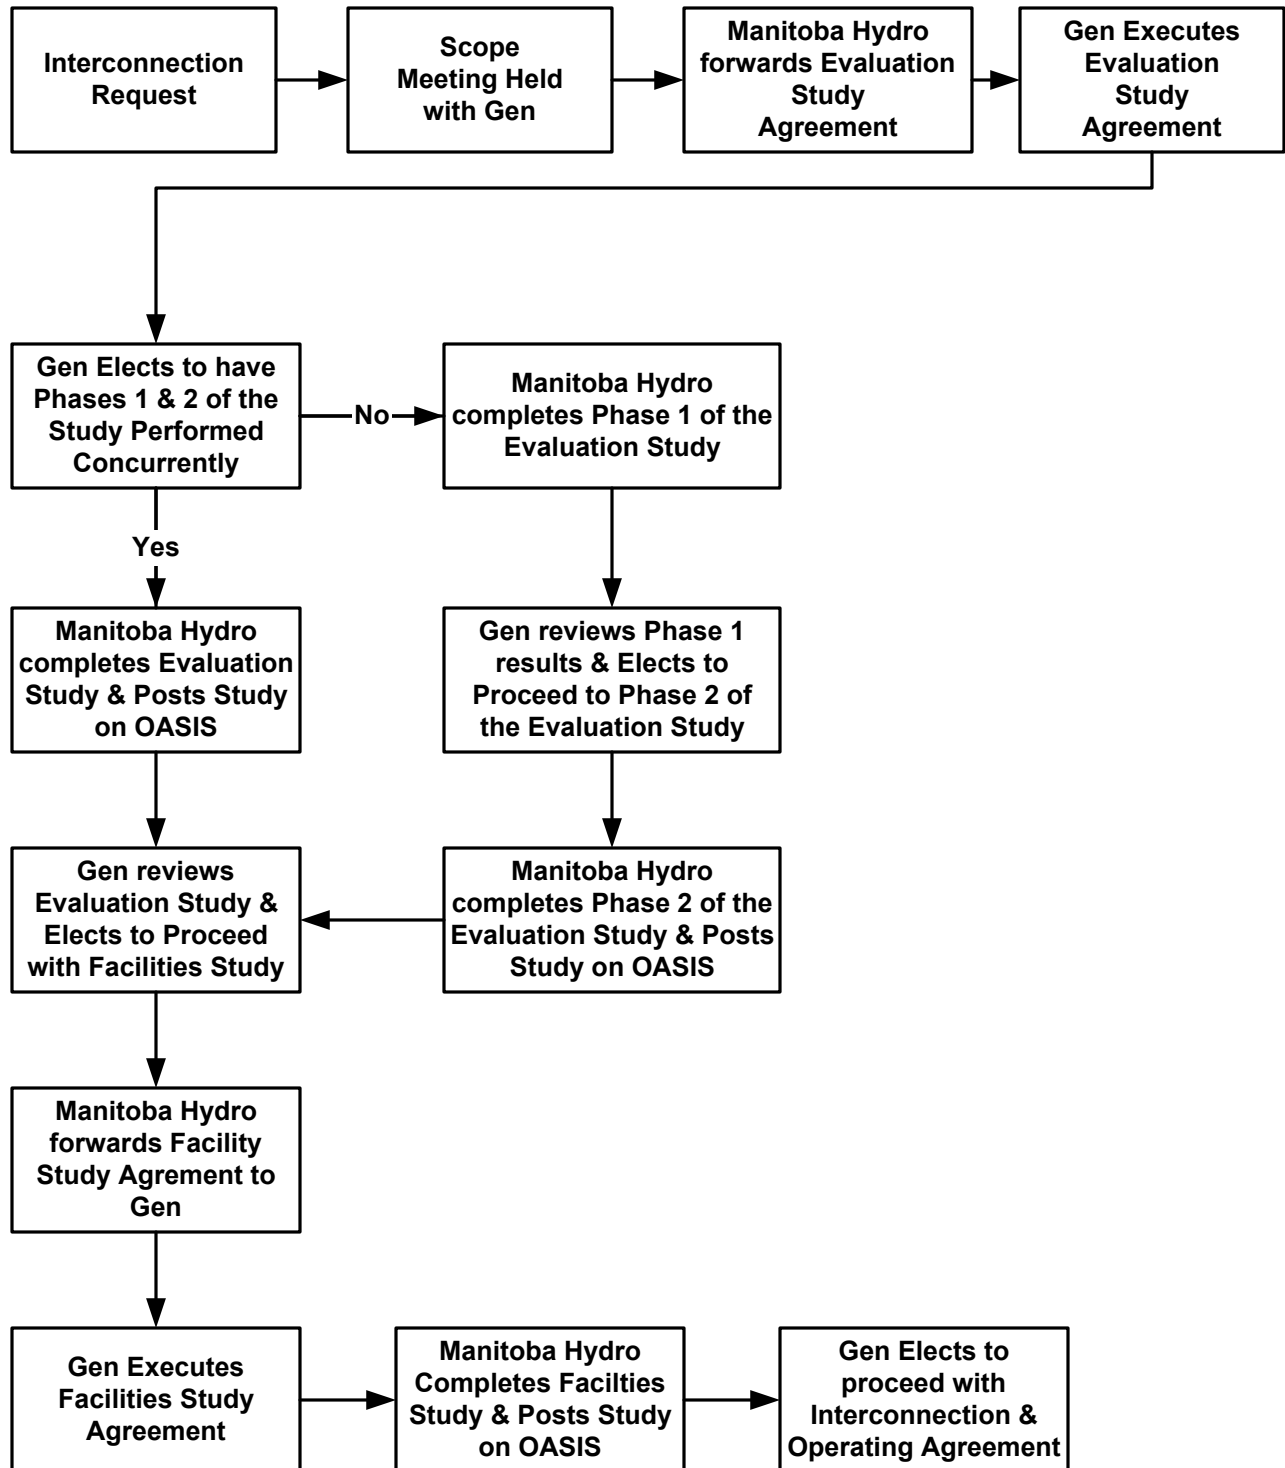 Interconnection
Request
Scope
Meeting Held
with Gen
Manitoba Hydro
forwards Evaluation
Study
Agreement
Gen Executes
Evaluation
Study
Agreement
Gen Elects to have
Phases 1 & 2 of the
Study Performed
Concurrently
No
Manitoba Hydro
completes Phase 1 of the
Evaluation Study
Yes
Manitoba Hydro
completes Evaluation
Study & Posts Study
on OASIS
Gen reviews Phase 1
results & Elects to
Proceed to Phase 2 of
the Evaluation Study
Gen reviews
Evaluation Study &
Elects to Proceed
with Facilities Study
Manitoba Hydro
completes Phase 2 of the
Evaluation Study & Posts
Study on OASIS
Manitoba Hydro
forwards Facility
Study Agrement to
Gen
Gen Executes
Facilities Study
Agreement
Manitoba Hydro
Completes Facilties
Study & Posts Study
on OASIS
Gen Elects to
proceed with
Interconnection &
Operating Agreement